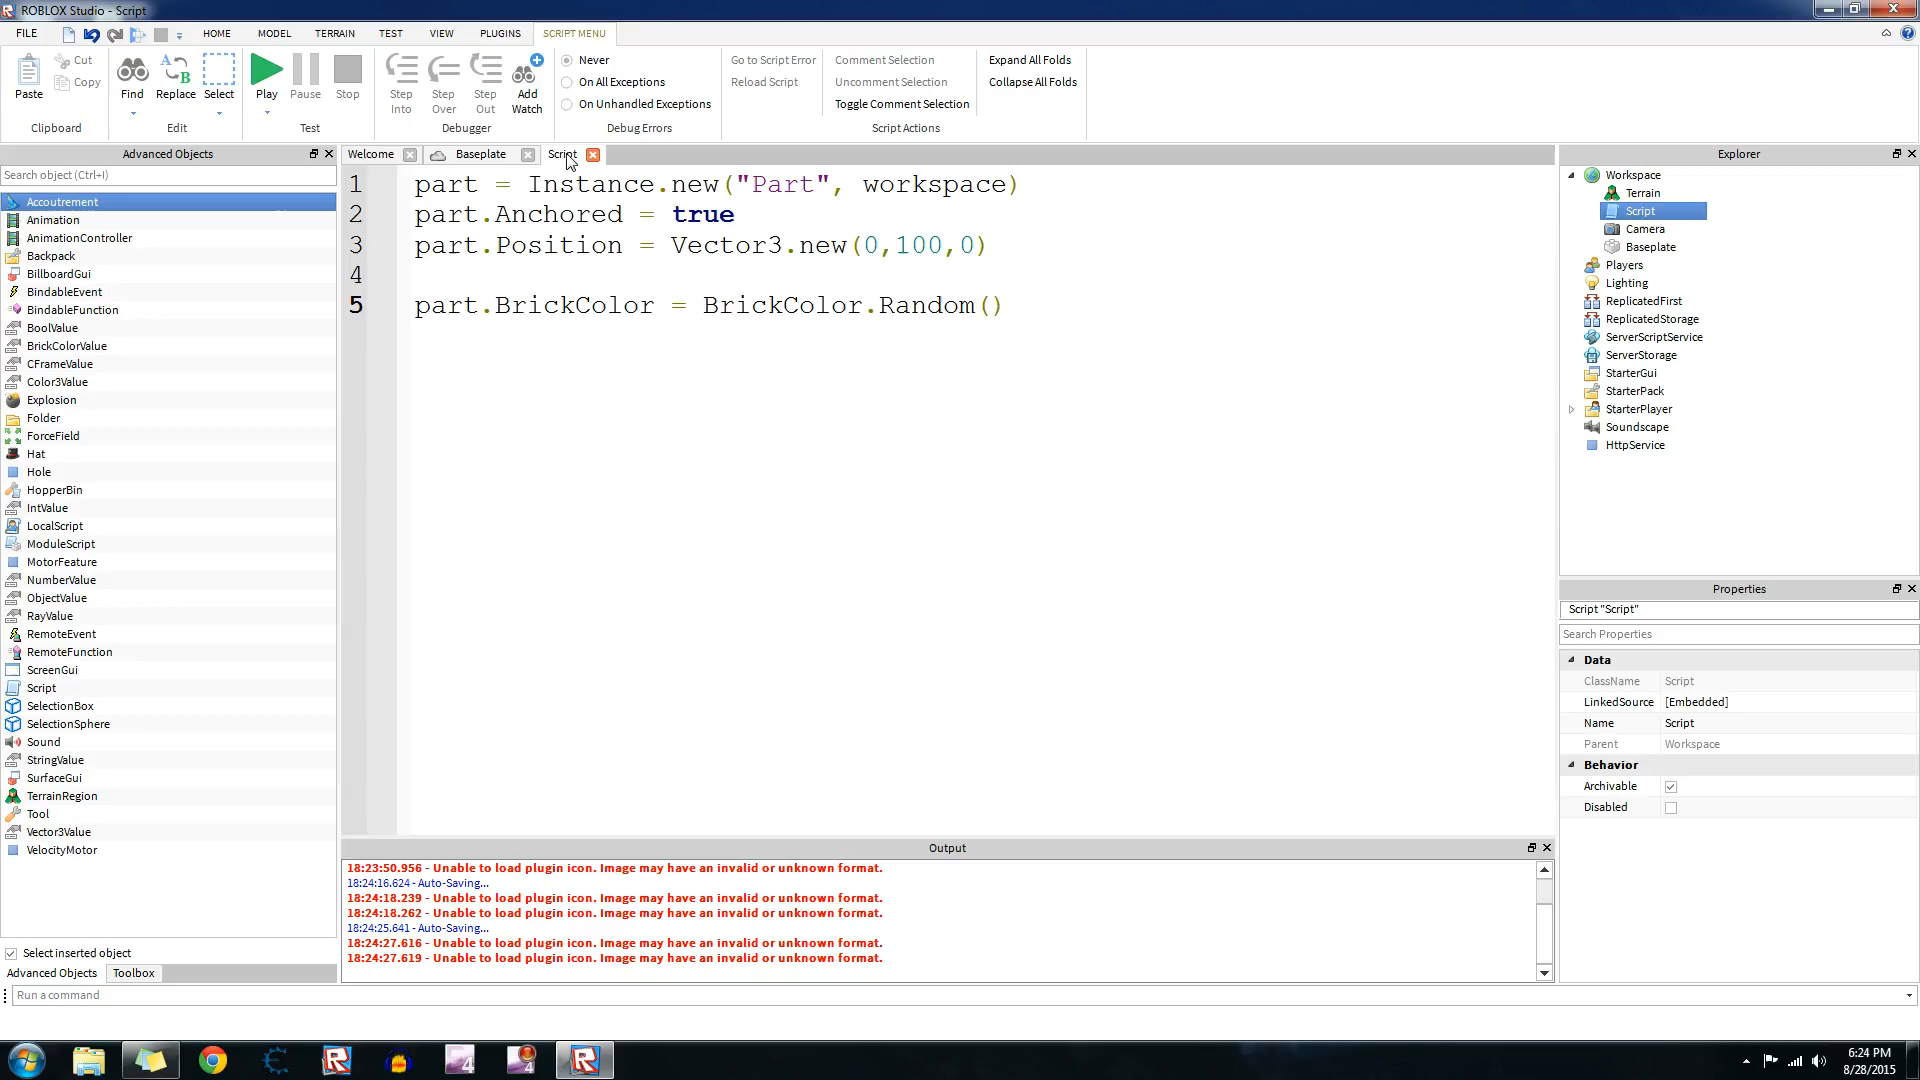 ROBLOX Studio - Script
FILE HOME MODEL TERRAIN TEST VIEW PLUGINS SCRIPT MENU
Paste Cut Copy
Clipboard
Find Replace Select
Edit
Play Pause Stop
Test
Step Into Step Over Step Out Add Watch
Debugger
Never
On All Exceptions
On Unhandled Exceptions
Debug Errors
Go to Script Error
Reload Script
Comment Selection
Uncomment Selection
Toggle Comment Selection
Expand All Folds
Collapse All Folds
Script Actions
Advanced Objects
Search object (Ctrl+I)
Accoutrement
Animation
AnimationController
Backpack
BillboardGui
BindableEvent
BindableFunction
BoolValue
BrickColorValue
CFrameValue
Color3Value
Explosion
Folder
ForceField
Hat
Hole
HopperBin
IntValue
LocalScript
ModuleScript
MotorFeature
NumberValue
ObjectValue
RayValue
RemoteEvent
RemoteFunction
ScreenGui
Script
SelectionBox
SelectionSphere
Sound
StringValue
SurfaceGui
TerrainRegion
Tool
Vector3Value
VelocityMotor
Select inserted object
Advanced Objects Toolbox
Welcome Baseplate Script
1 part = Instance.new("Part", workspace)
2 part.Anchored = true
3 part.Position = Vector3.new(0,100,0)
4
5 part.BrickColor = BrickColor.Random()
Output
18:23:50.956 - Unable to load plugin icon. Image may have an invalid or unknown format.
18:24:16.624 - Auto-Saving...
18:24:18.239 - Unable to load plugin icon. Image may have an invalid or unknown format.
18:24:18.262 - Unable to load plugin icon. Image may have an invalid or unknown format.
18:24:25.641 - Auto-Saving...
18:24:27.616 - Unable to load plugin icon. Image may have an invalid or unknown format.
18:24:27.619 - Unable to load plugin icon. Image may have an invalid or unknown format.
Explorer
Workspace
Terrain
Script
Camera
Baseplate
Players
Lighting
ReplicatedFirst
ReplicatedStorage
ServerScriptService
ServerStorage
StarterGui
StarterPack
StarterPlayer
Soundscape
HttpService
Properties
Script "Script"
Search Properties
Data
ClassName Script
LinkedSource [Embedded]
Name Script
Parent Workspace
Behavior
Archivable
Disabled
Run a command
6:24 PM
8/28/2015